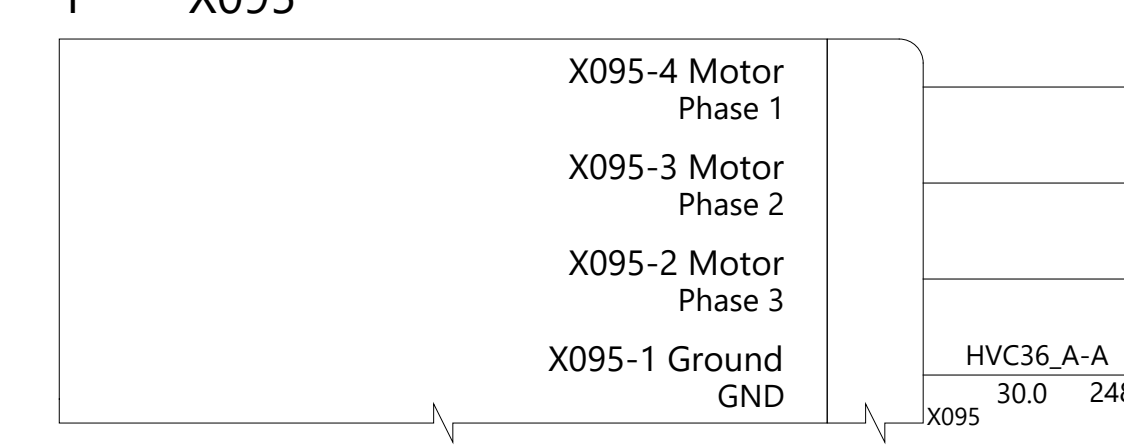 X095
X095-4 Motor
Phase 1
X095-3 Motor
Phase 2
X095-2 Motor
Phase 3
X095-1 Ground
GND
HVC36_A-A
30.0
X095